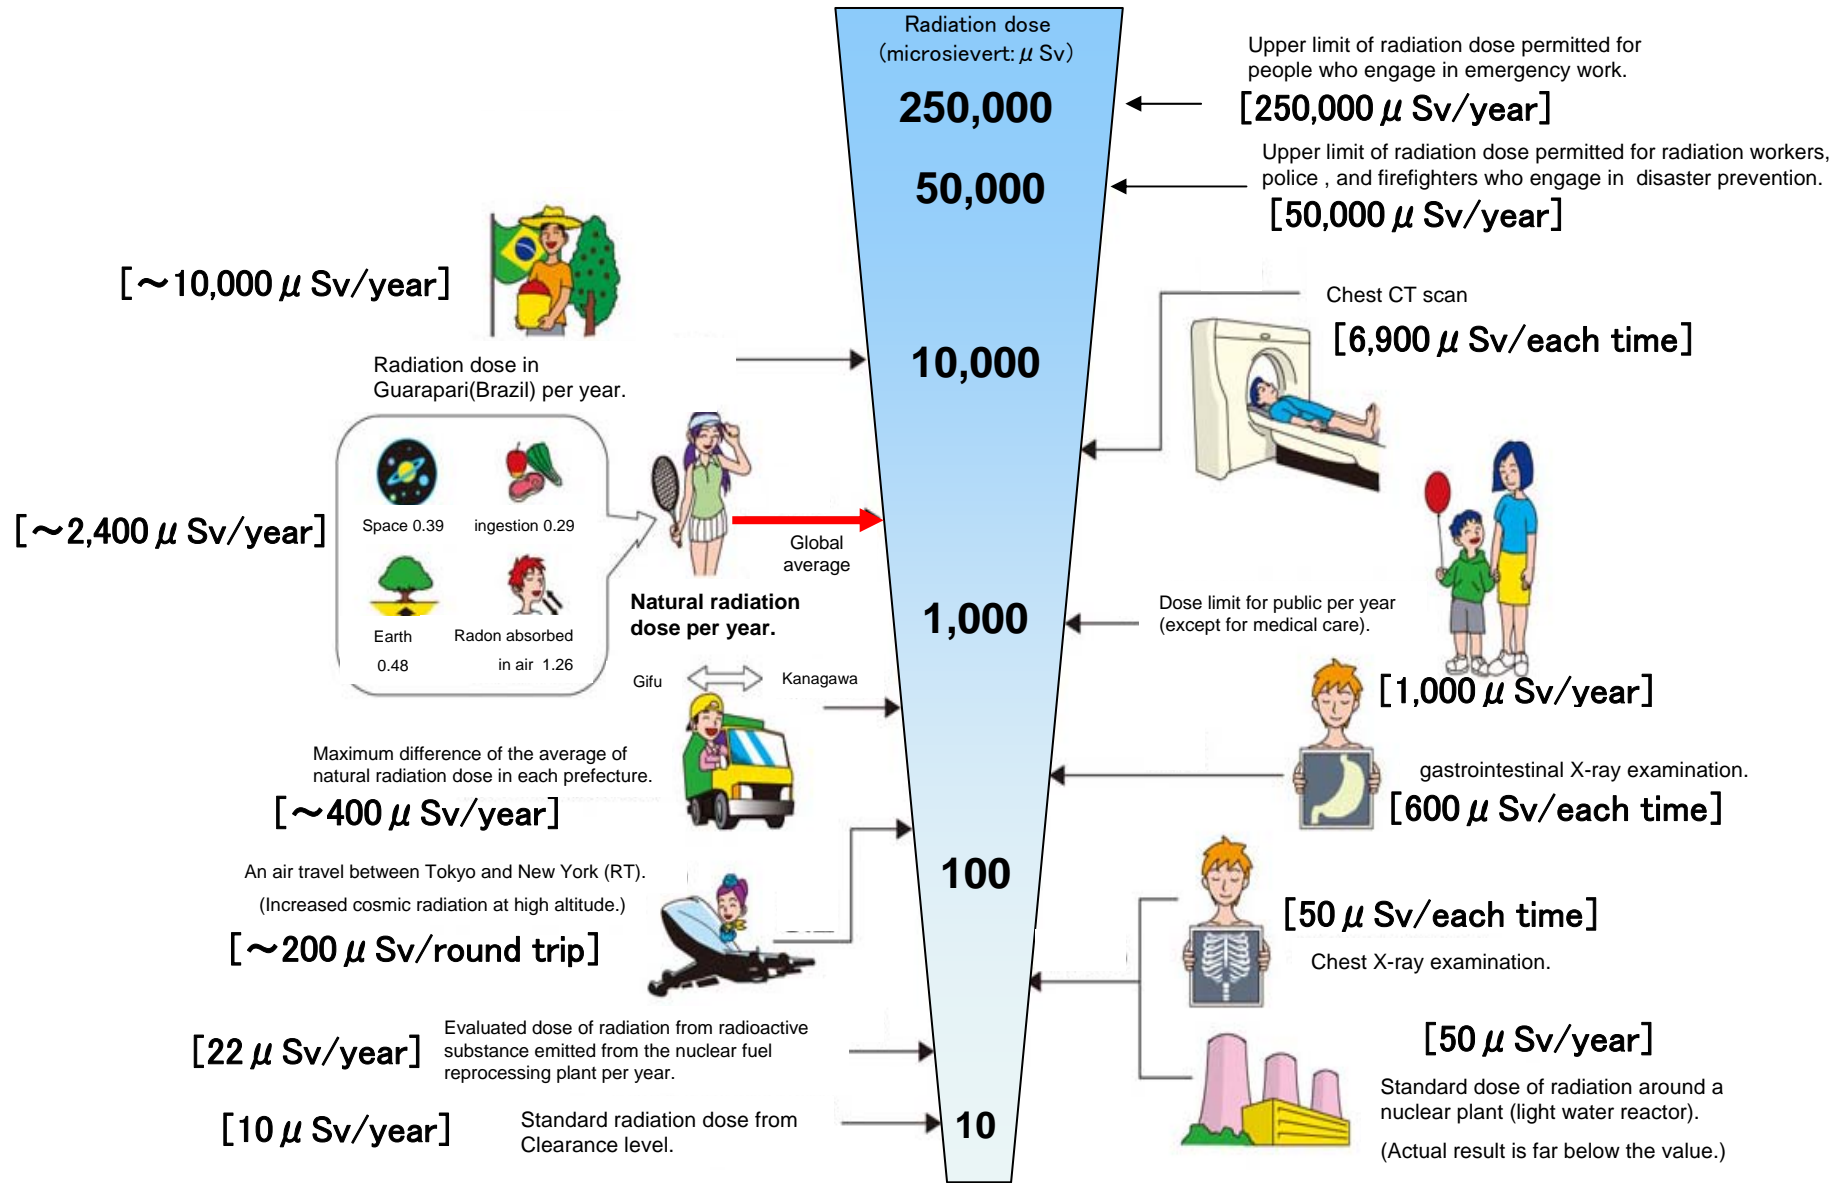 Radiation dose
(microsievert: μ Sv)
250,000
50,000
10,000
1,000
100
10
Upper limit of radiation dose permitted for
people who engage in emergency work.
[250,000 μ Sv/year]
Upper limit of radiation dose permitted for radiation workers,
police , and firefighters who engage in disaster prevention.
[50,000 μ Sv/year]
[～10,000 μ Sv/year]
Radiation dose in
Guarapari(Brazil) per year.
Chest CT scan
[6,900 μ Sv/each time]
[～2,400 μ Sv/year]
Space 0.39
ingestion 0.29
Earth
0.48
Radon absorbed
in air 1.26
Global
average
Natural radiation
dose per year.
Dose limit for public per year
(except for medical care).
[1,000 μ Sv/year]
Gifu
Kanagawa
Maximum difference of the average of
natural radiation dose in each prefecture.
[～400 μ Sv/year]
gastrointestinal X-ray examination.
[600 μ Sv/each time]
An air travel between Tokyo and New York (RT).
(Increased cosmic radiation at high altitude.)
[～200 μ Sv/round trip]
[50 μ Sv/each time]
Chest X-ray examination.
[22 μ Sv/year]
Evaluated dose of radiation from radioactive
substance emitted from the nuclear fuel
reprocessing plant per year.
[50 μ Sv/year]
Standard dose of radiation around a
nuclear plant (light water reactor).
(Actual result is far below the value.)
[10 μ Sv/year]
Standard radiation dose from
Clearance level.